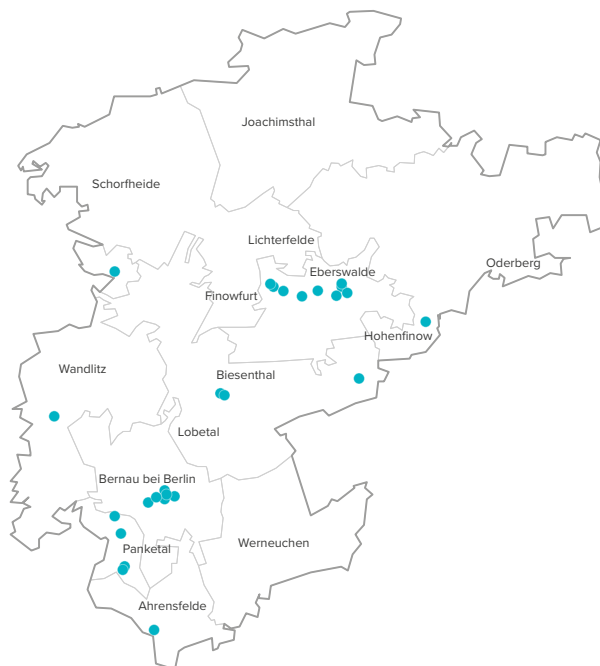 Joachimsthal
Schorfheide
Lichterfelde
Oderberg
Eberswalde
Finowfurt
Hohenfinow
Wandlitz
Biesenthal
Lobetal
Bernau bei Berlin
Werneuchen
Panketal
Ahrensfelde